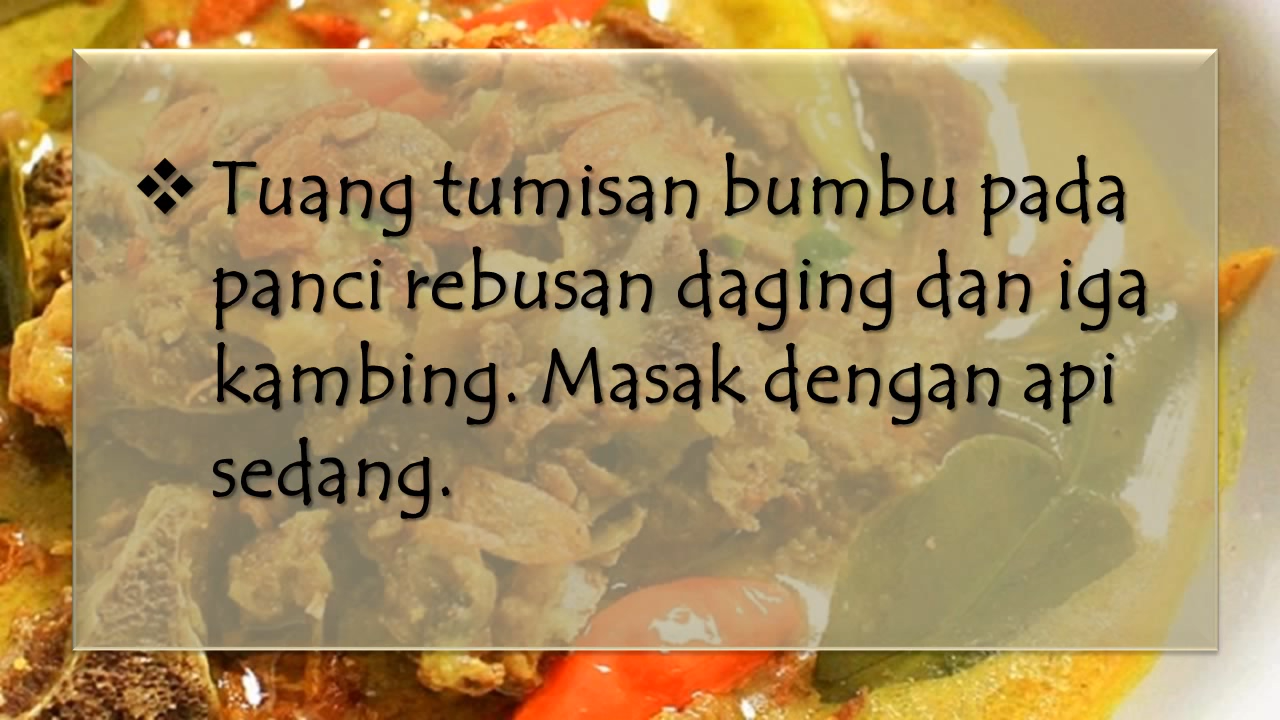 ❖ Tuang tumisan bumbu pada
panci rebusan daging dan iga
kambing. Masak dengan api
sedang.